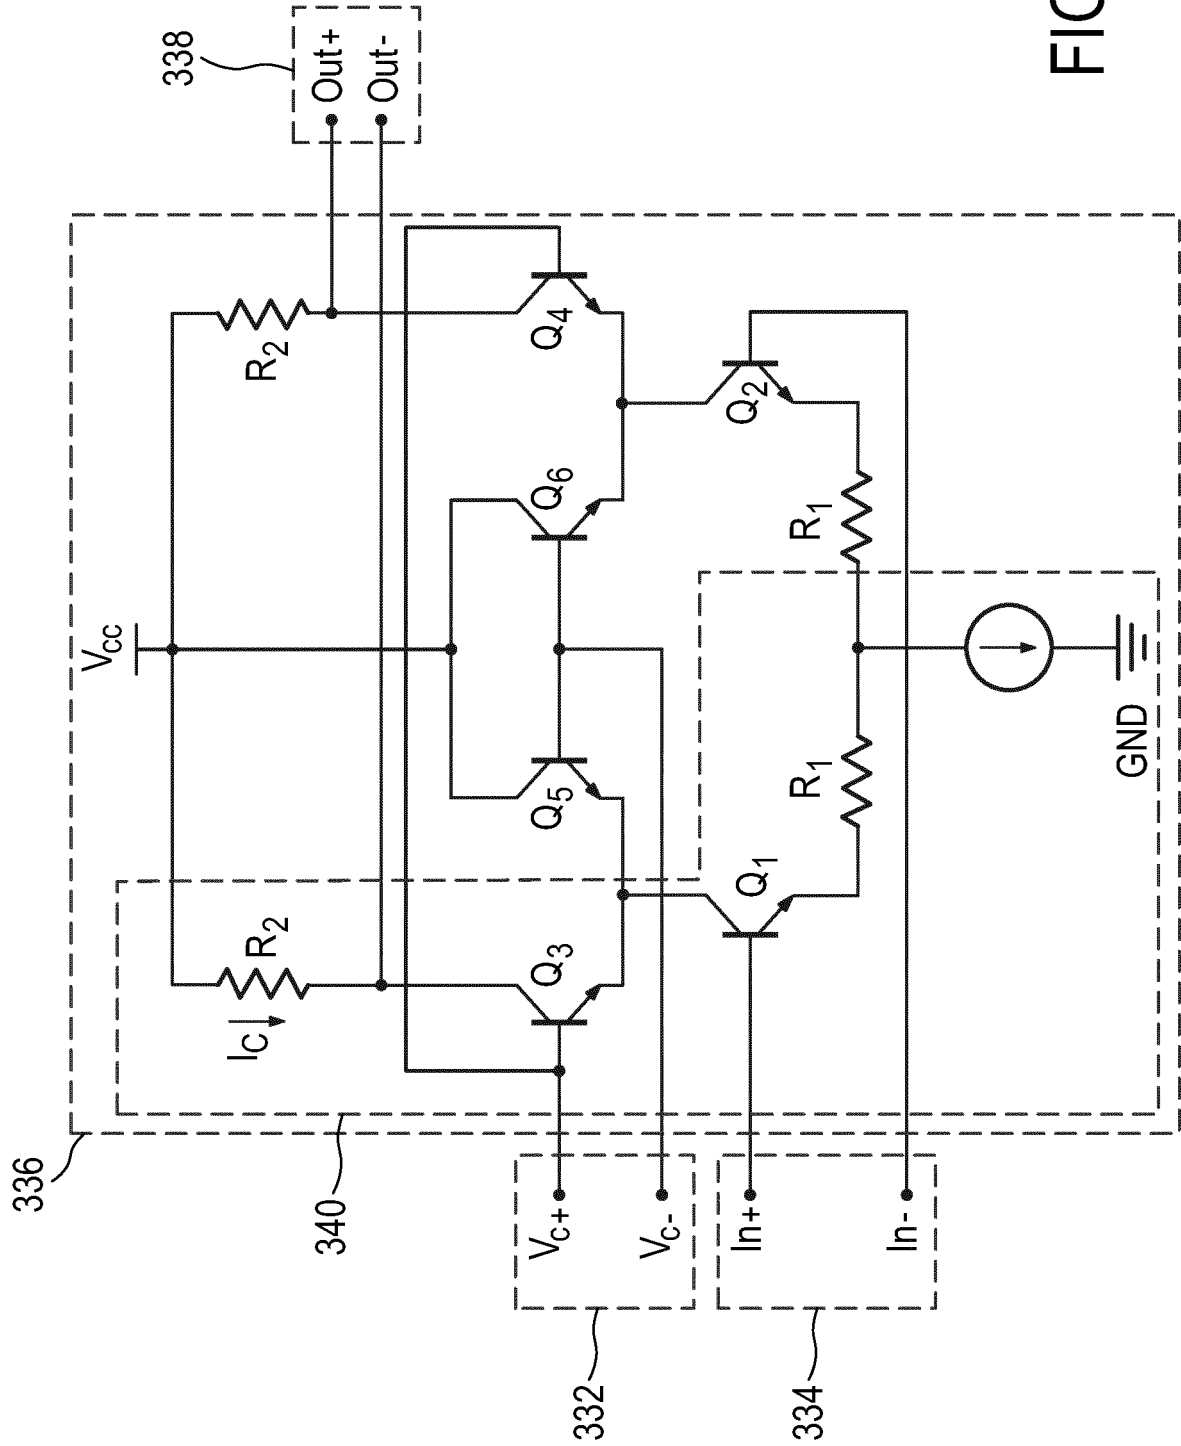 336
338
Out+
Out-
VCC
R2
R2
IC
Q3
Q5
Q6
Q4
Q1
Q2
R1
R1
GND
340
VC+
VC-
332
In+
In-
334
FIG